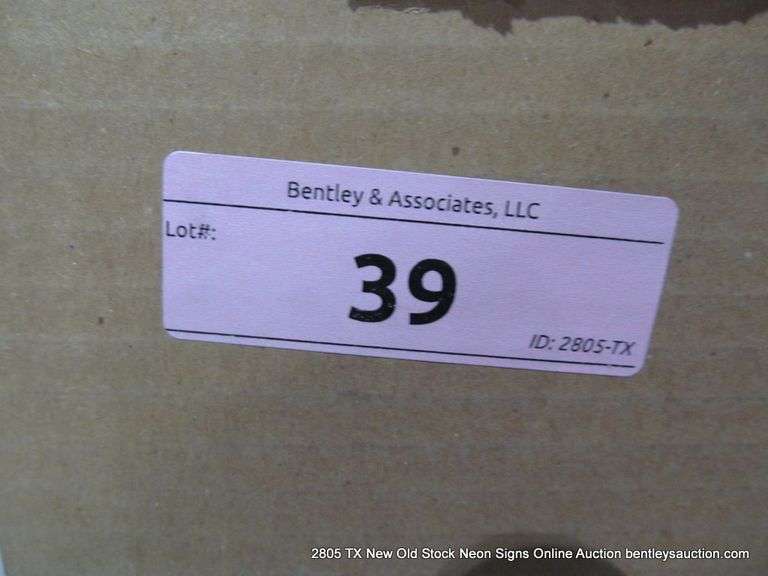 Bentley & Associates, LLC
Lot#:
39
ID: 2805-TX
2805 TX New Old Stock Neon Signs Online Auction bentleysauction.com